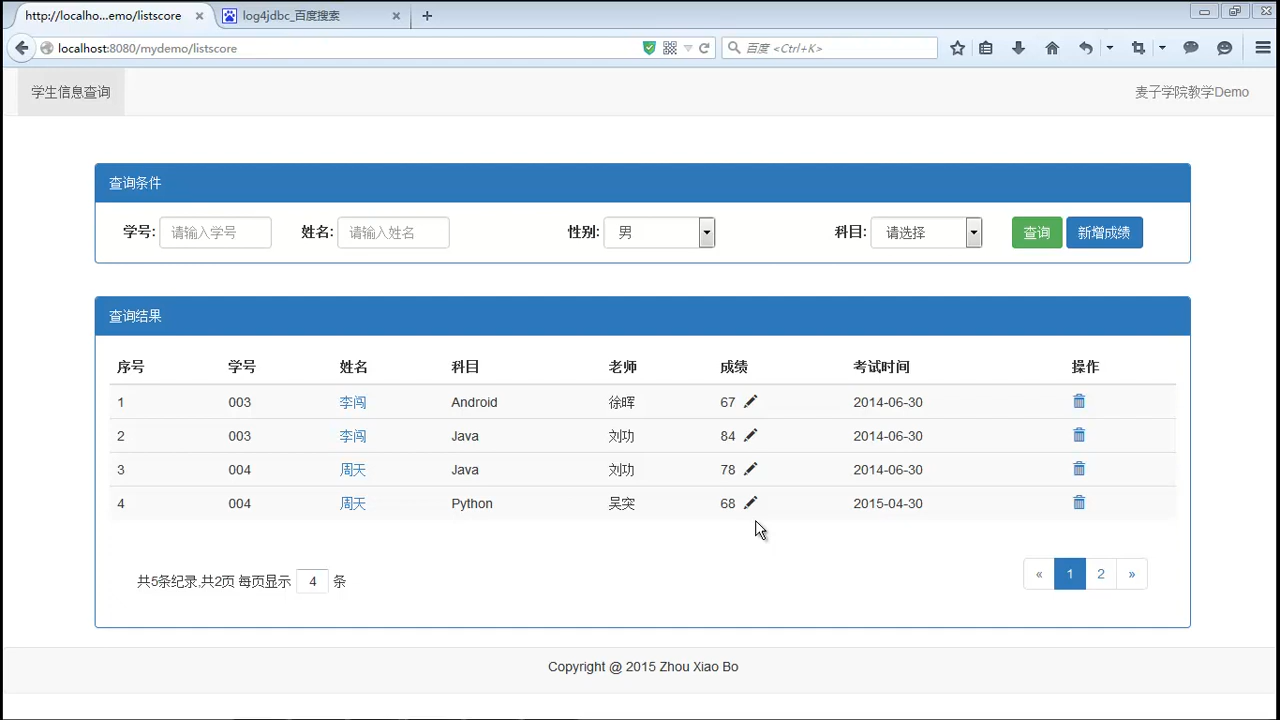 http://localho...emo/listscore
log4jdbc_百度搜索
localhost:8080/mydemo/listscore
百度 <Ctrl+K>
学生信息查询
麦子学院教学Demo
查询条件
学号: 请输入学号 姓名: 请输入姓名 性别: 男 科目: 请选择 查询 新增成绩
查询结果
序号 学号 姓名 科目 老师 成绩 考试时间 操作
1 003 李闯 Android 徐晖 67 2014-06-30
2 003 李闯 Java 刘功 84 2014-06-30
3 004 周天 Java 刘功 78 2014-06-30
4 004 周天 Python 吴突 68 2015-04-30
共5条纪录,共2页 每页显示 4 条
« 1 2 »
Copyright @ 2015 Zhou Xiao Bo